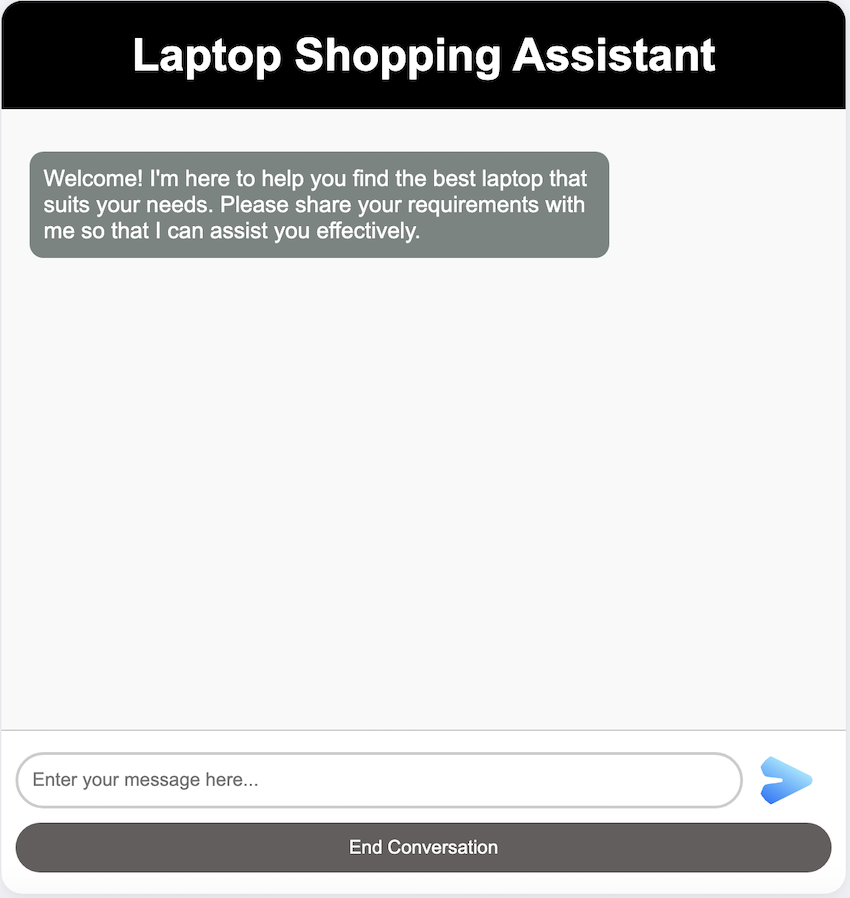 Laptop Shopping Assistant
Welcome! I'm here to help you find the best laptop that
suits your needs. Please share your requirements with
me so that I can assist you effectively.
Enter your message here...
End Conversation